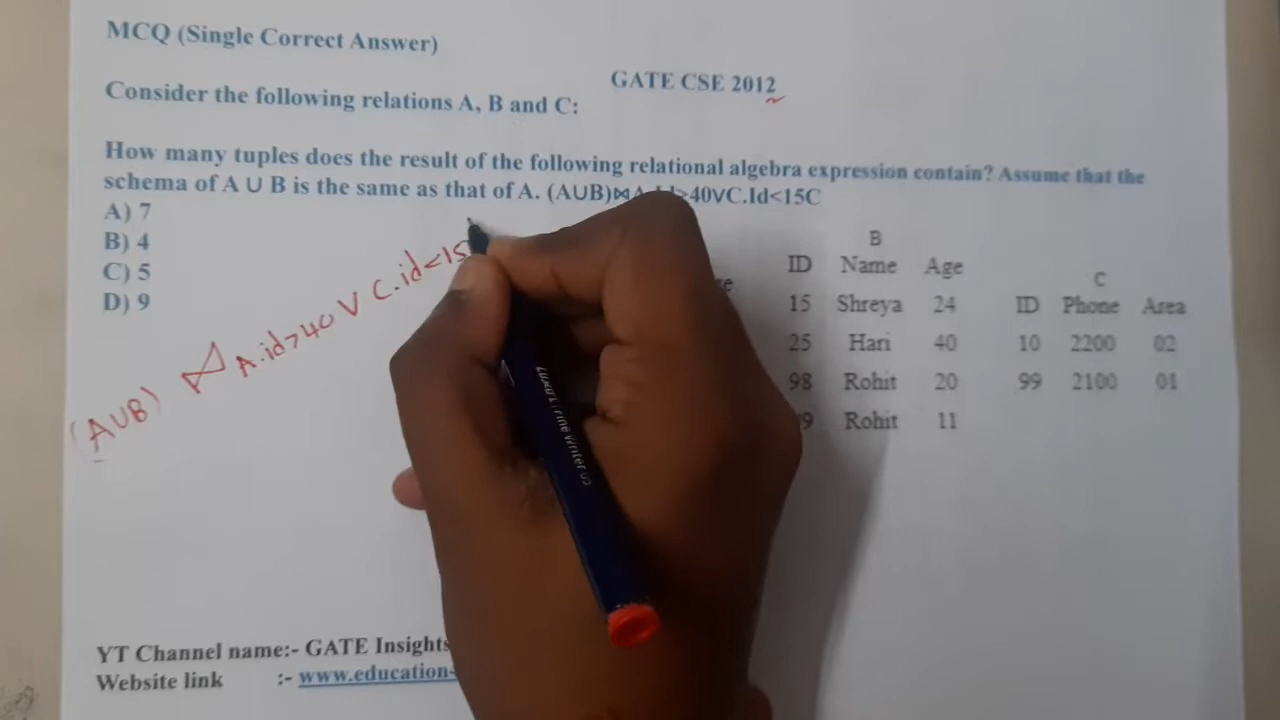 MCQ (Single Correct Answer)
GATE CSE 2012
Consider the following relations A, B and C:
How many tuples does the result of the following relational algebra expression contain? Assume that the
schema of A ∪ B is the same as that of A. (A∪B)⋈ >40∨C.Id<15C
A) 7
B) 4
C) 5
D) 9
(AUB) ⋈ A.id>40 V C.id<15
B
ID Name Age
15 Shreya 24
25 Hari 40
98 Rohit 20
Rohit 11
C
ID Phone Area
10 2200 02
99 2100 01
YT Channel name:- GATE Insights
Website link :- www.education-